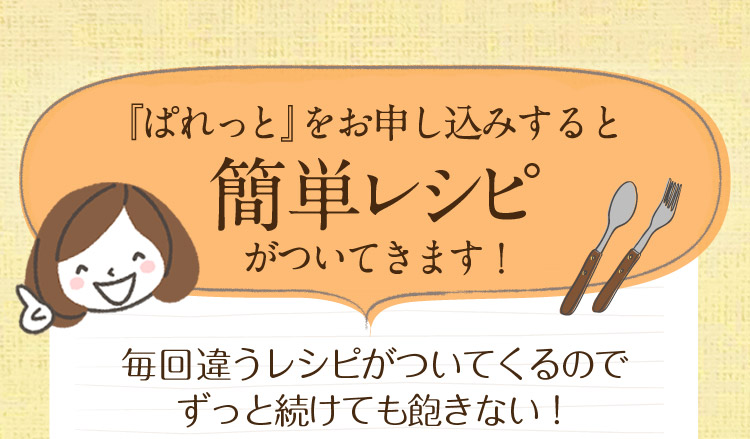 『ぱれっと』をお申し込みすると
簡単レシピ
がついてきます！
毎回違うレシピがついてくるので
ずっと続けても飽きない！